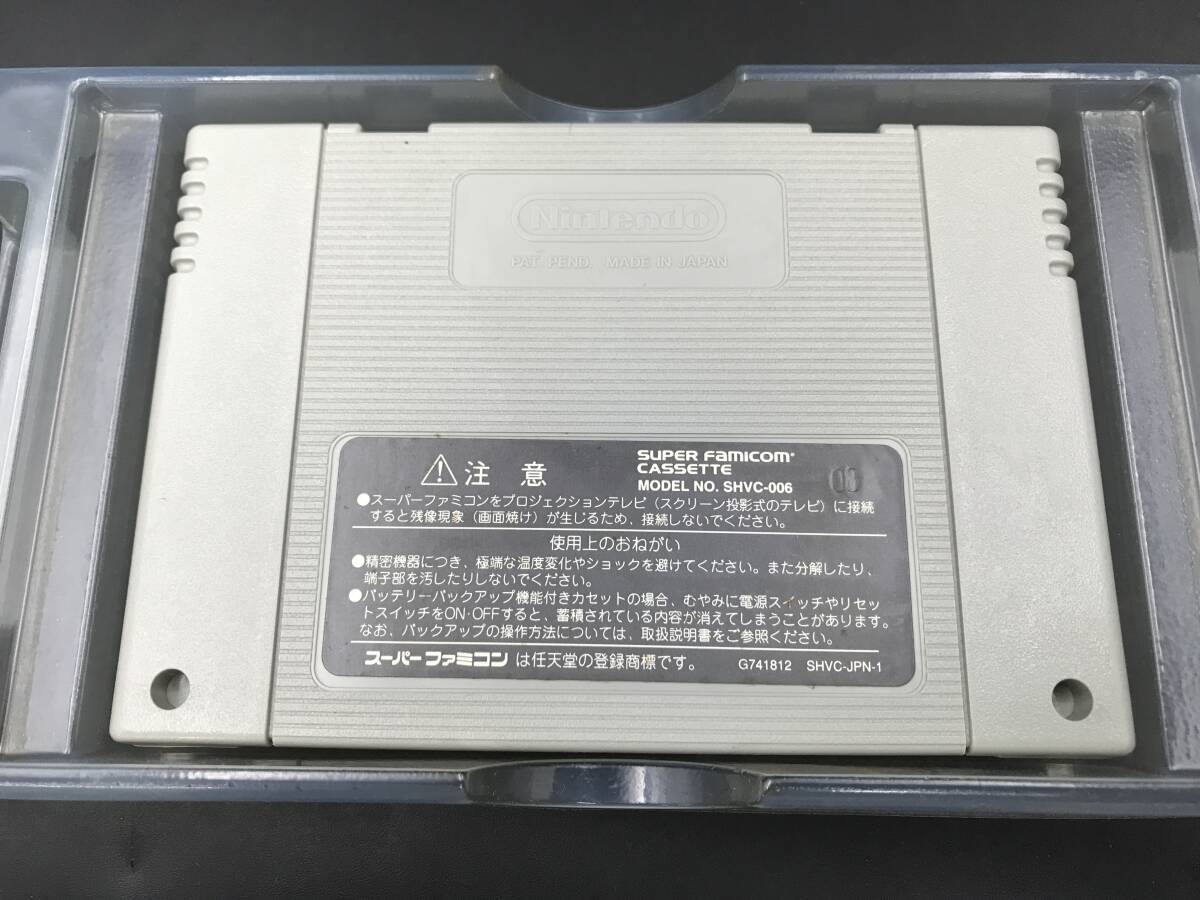 Nintendo
PAT. PEND. MADE IN JAPAN
⚠注意
SUPER FAMICOM®
CASSETTE
MODEL NO. SHVC-006
●スーパーファミコンをプロジェクションテレビ（スクリーン投影式のテレビ）に接続
すると残像現象（画面焼け）が生じるため、接続しないでください。
使用上のおねがい
●精密機器につき、極端な温度変化やショックを避けてください。また分解したり、
端子部を汚したりしないでください。
●バッテリーバックアップ機能付きカセットの場合、むやみに電源スイッチやリセッ
トスイッチをON・OFFすると、蓄積されている内容が消えてしまうことがあります。
なお、バックアップの操作方法については、取扱説明書をご参照ください。
スーパーファミコンは任天堂の登録商標です。 G741812 SHVC-JPN-1